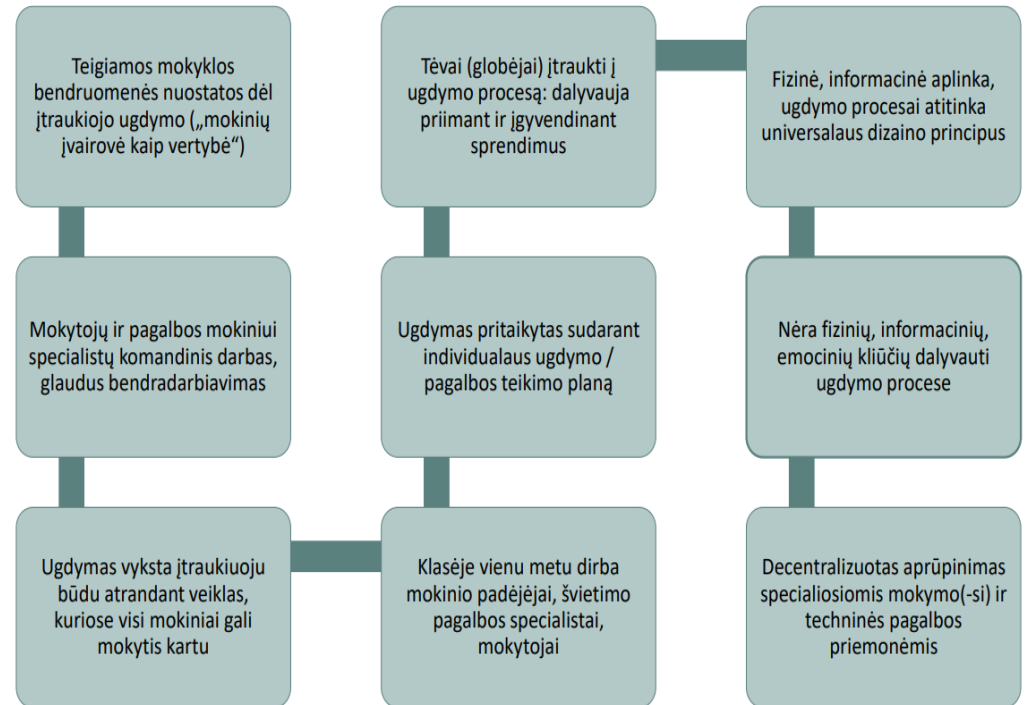 Teigiamos mokyklos
bendruomenės nuostatos dėl
įtraukiojo ugdymo („mokinių
įvairovė kaip vertybė“)
Mokytojų ir pagalbos mokiniui
specialistų komandinis darbas,
glaudus bendradarbiavimas
Ugdymas vyksta įtraukiuoju
būdu atrandant veiklas,
kuriose visi mokiniai gali
mokytis kartu
Klasėje vienu metu dirba
mokinio padėjėjai, švietimo
pagalbos specialistai,
mokytojai
Ugdymas pritaikytas sudarant
individualaus ugdymo /
pagalbos teikimo planą
Tėvai (globėjai) įtraukti į
ugdymo procesą: dalyvauja
priimant ir įgyvendinant
sprendimus
Fizinė, informacinė aplinka,
ugdymo procesai atitinka
universalaus dizaino principus
Nėra fizinių, informacinių,
emocinių kliūčių dalyvauti
ugdymo procese
Decentralizuotas aprūpinimas
specialiosiomis mokymo(-si) ir
techninės pagalbos
priemonėmis